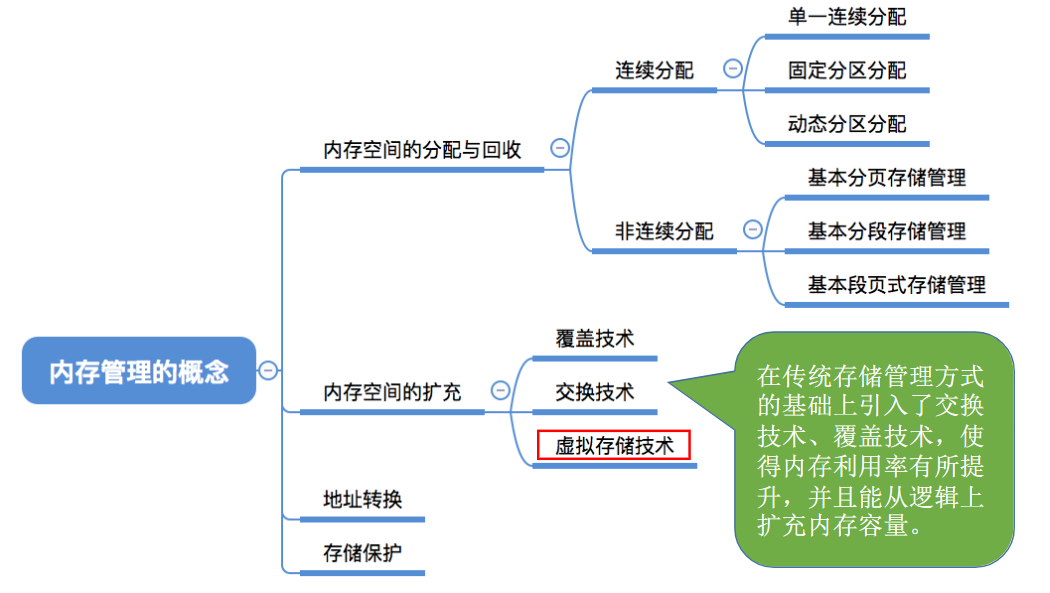 内存管理的概念
内存空间的分配与回收
连续分配
单一连续分配
固定分区分配
动态分区分配
非连续分配
基本分页存储管理
基本分段存储管理
基本段页式存储管理
内存空间的扩充
覆盖技术
交换技术
虚拟存储技术
在传统存储管理方式
的基础上引入了交换
技术、覆盖技术，使
得内存利用率有所提
升，并且能从逻辑上
扩充内存容量。
地址转换
存储保护